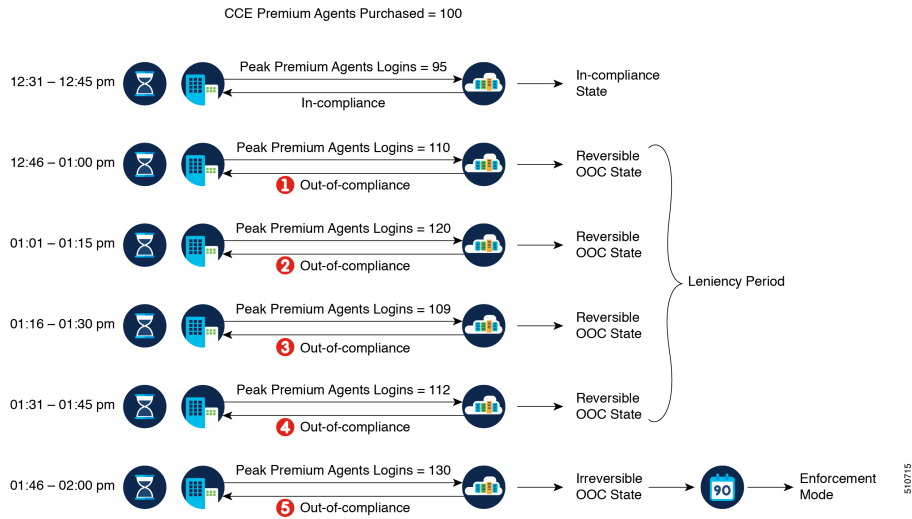 CCE Premium Agents Purchased = 100
12:31 – 12:45 pm
Peak Premium Agents Logins = 95
In-compliance
In-compliance
State
12:46 – 01:00 pm
Peak Premium Agents Logins = 110
1 Out-of-compliance
Reversible
OOC State
01:01 – 01:15 pm
Peak Premium Agents Logins = 120
2 Out-of-compliance
Reversible
OOC State
Leniency Period
01:16 – 01:30 pm
Peak Premium Agents Logins = 109
3 Out-of-compliance
Reversible
OOC State
01:31 – 01:45 pm
Peak Premium Agents Logins = 112
4 Out-of-compliance
Reversible
OOC State
01:46 – 02:00 pm
Peak Premium Agents Logins = 130
5 Out-of-compliance
Irreversible
OOC State
90
Enforcement
Mode
510715